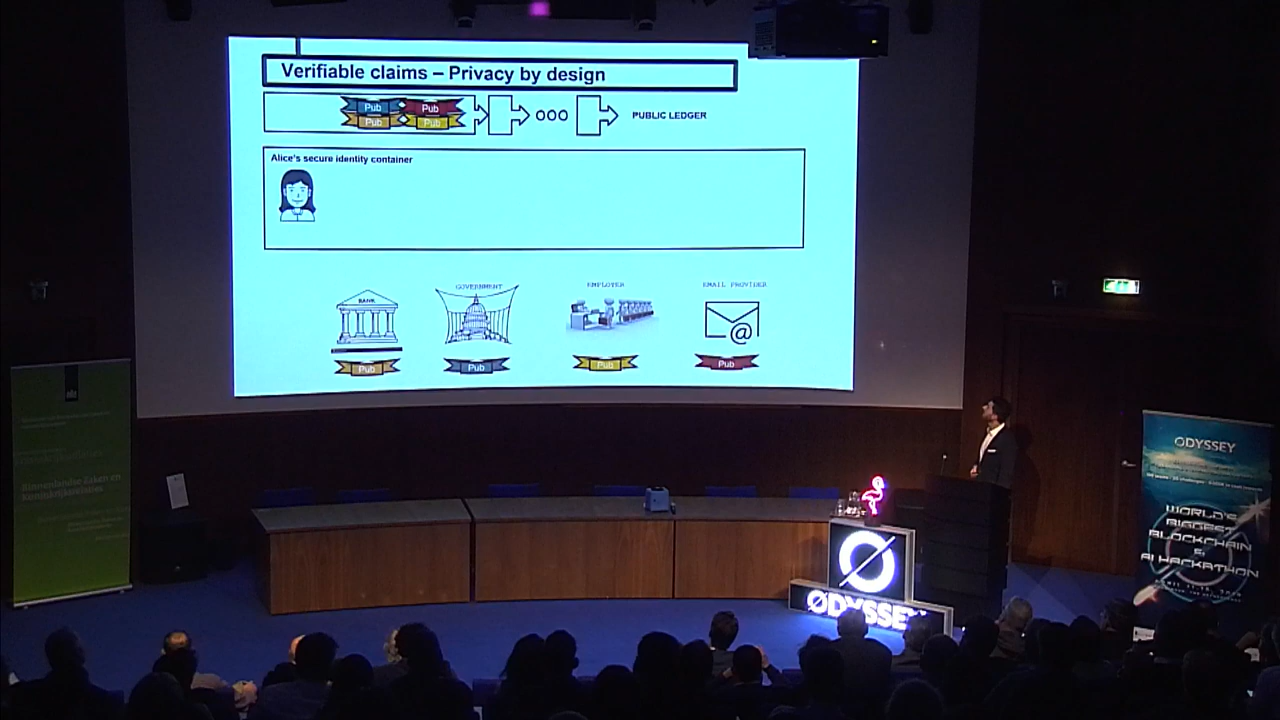 Verifiable claims – Privacy by design
Pub Pub
Pub Pub
PUBLIC LEDGER
Alice's secure identity container
BANK
GOVERNMENT
EMPLOYER
EMAIL PROVIDER
@
Pub
Pub
Pub
Pub
Binnenlandse Zaken en
Koninkrijksrelaties
ODYSSEY
ODYSSEY
WORLD'S
BIGGEST
BLOCKCHAIN
&
AI HACKATHON